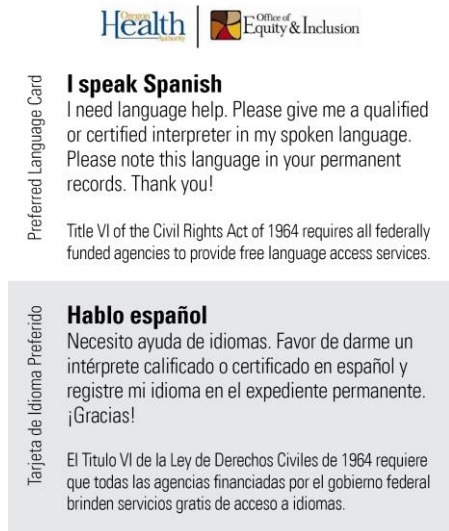 Oregon
Health
Authority
Office of
Equity & Inclusion
Preferred Language Card
I speak Spanish
I need language help. Please give me a qualified
or certified interpreter in my spoken language.
Please note this language in your permanent
records. Thank you!
Title VI of the Civil Rights Act of 1964 requires all federally
funded agencies to provide free language access services.
Tarjeta de Idioma Preferido
Hablo español
Necesito ayuda de idiomas. Favor de darme un
intérprete calificado o certificado en español y
registre mi idioma en el expediente permanente.
¡Gracias!
El Titulo VI de la Ley de Derechos Civiles de 1964 requiere
que todas las agencias financiadas por el gobierno federal
brinden servicios gratis de acceso a idiomas.